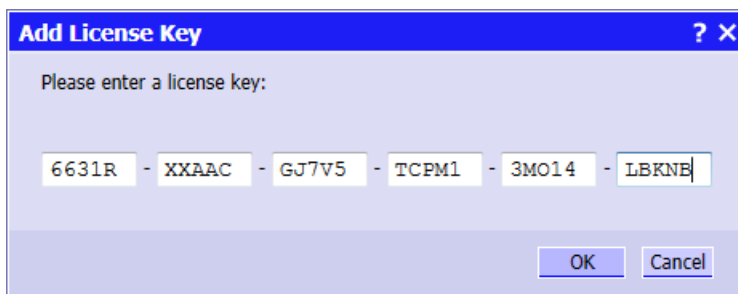 Add License Key ? ×
Please enter a license key:
6631R - XXAAC - GJ7V5 - TCPM1 - 3MO14 - LBKNB
OK Cancel